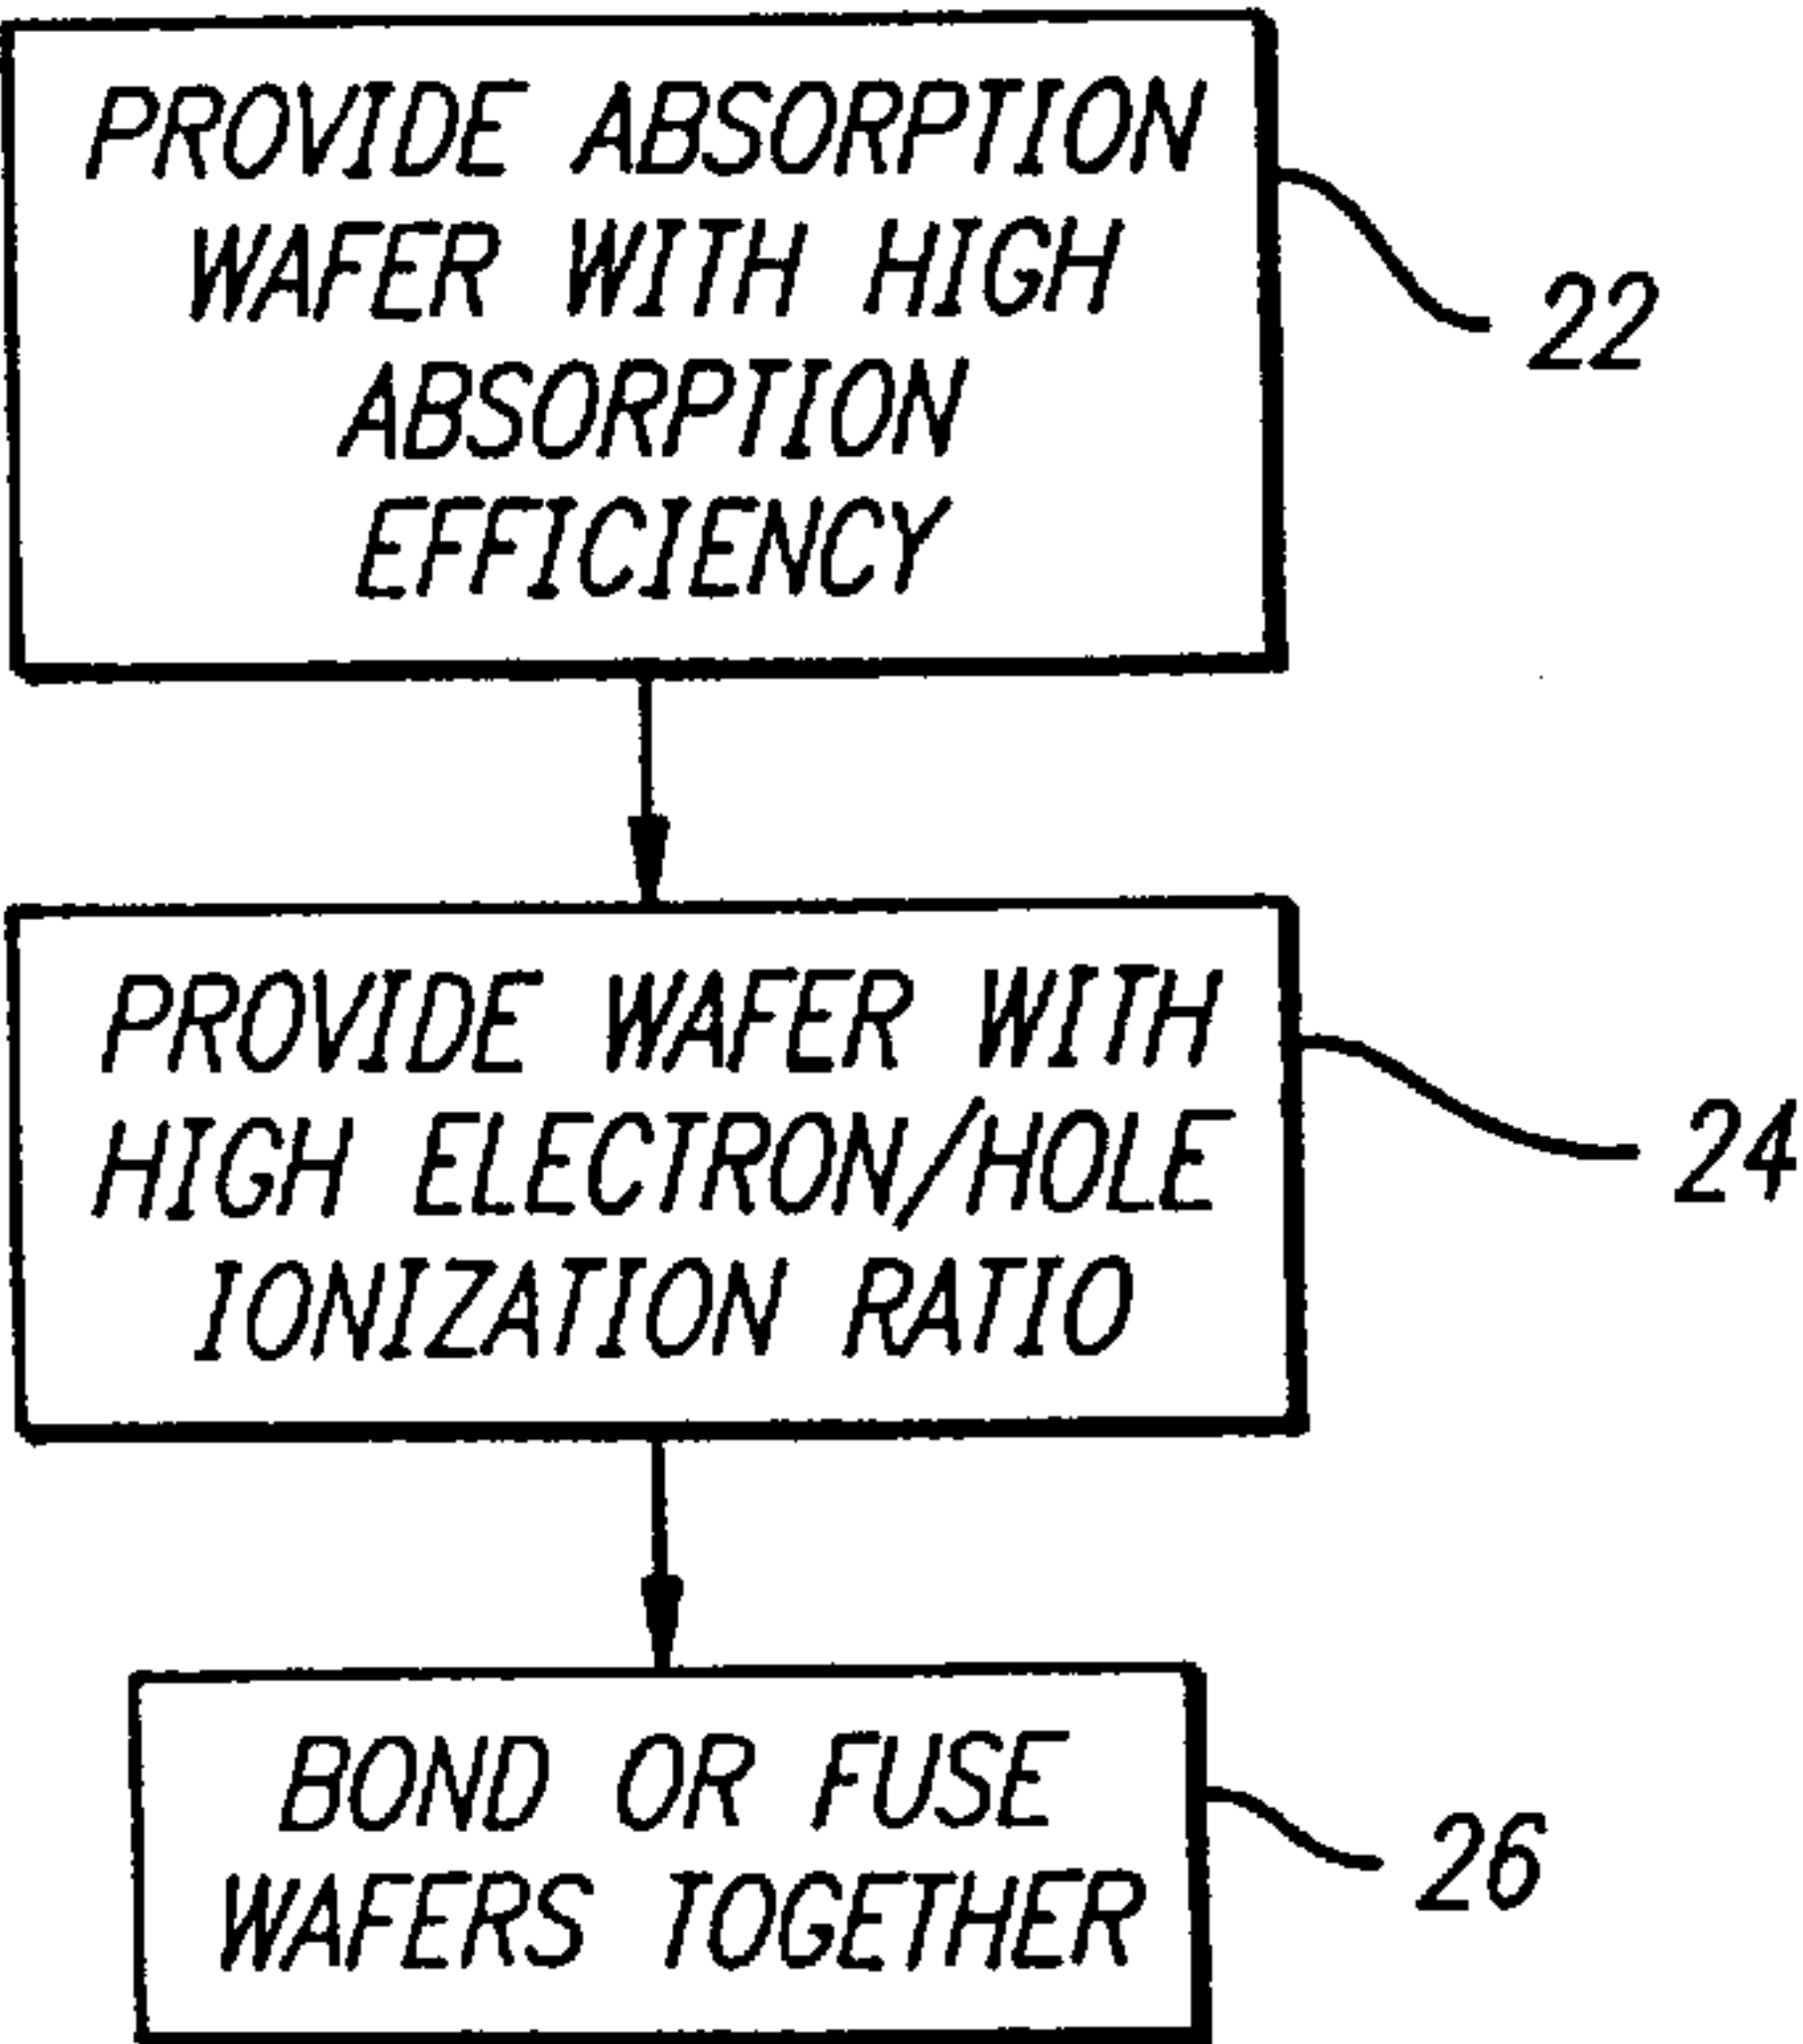 PROVIDE ABSORPTION
WAFER WITH HIGH
ABSORPTION
EFFICIENCY
22
PROVIDE WAFER WITH
HIGH ELECTRON/HOLE
IONIZATION RATIO
24
BOND OR FUSE
WAFERS TOGETHER
26